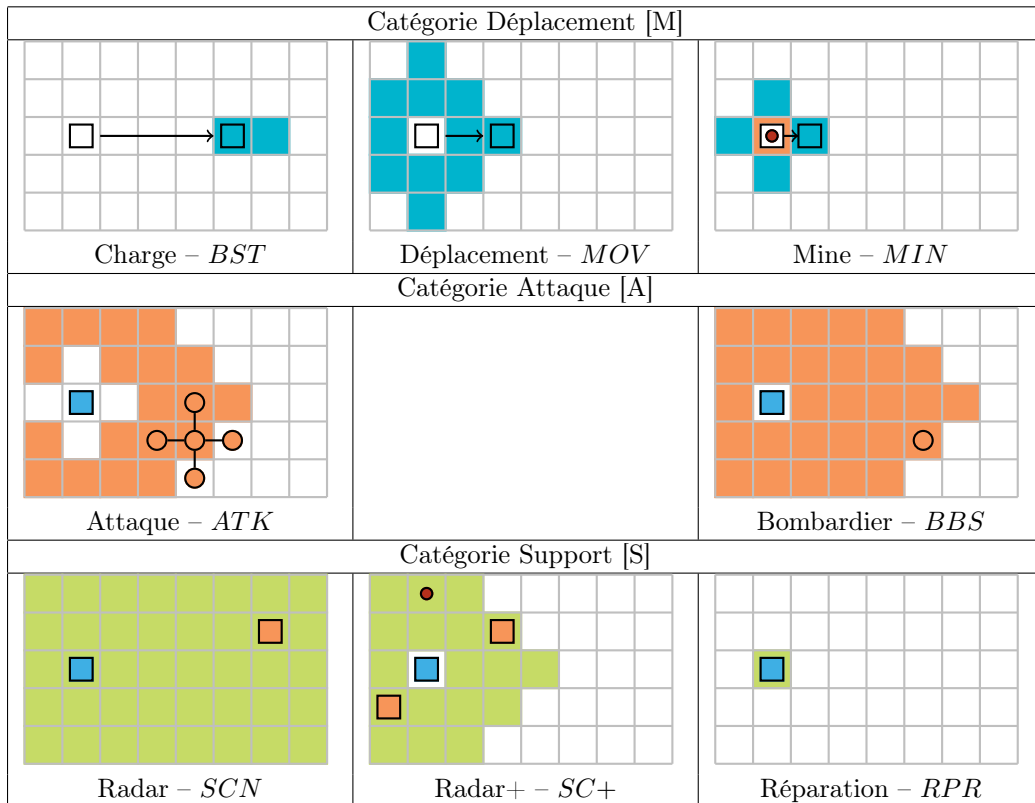 Catégorie Déplacement [M]
Charge – BST
Déplacement – MOV
Mine – MIN
Catégorie Attaque [A]
Attaque – ATK
Bombardier – BBS
Catégorie Support [S]
Radar – SCN
Radar+ – SC+
Réparation – RPR